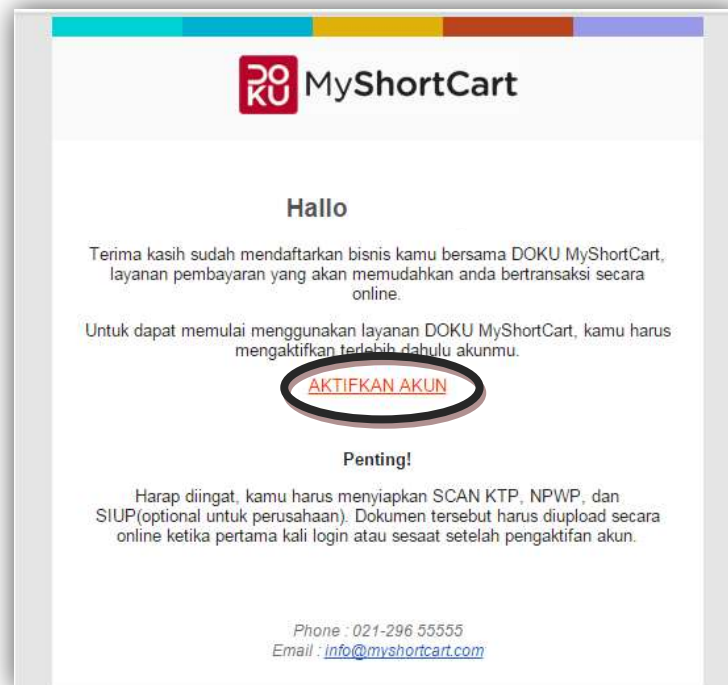 DOKU MyShortCart
Hallo
Terima kasih sudah mendaftarkan bisnis kamu bersama DOKU MyShortCart,
layanan pembayaran yang akan memudahkan anda bertransaksi secara
online.
Untuk dapat memulai menggunakan layanan DOKU MyShortCart, kamu harus
mengaktifkan terlebih dahulu akunmu.
AKTIFKAN AKUN
Penting!
Harap diingat, kamu harus menyiapkan SCAN KTP, NPWP, dan
SIUP(optional untuk perusahaan). Dokumen tersebut harus diupload secara
online ketika pertama kali login atau sesaat setelah pengaktifan akun.
Phone : 021-296 55555
Email : info@myshortcart.com